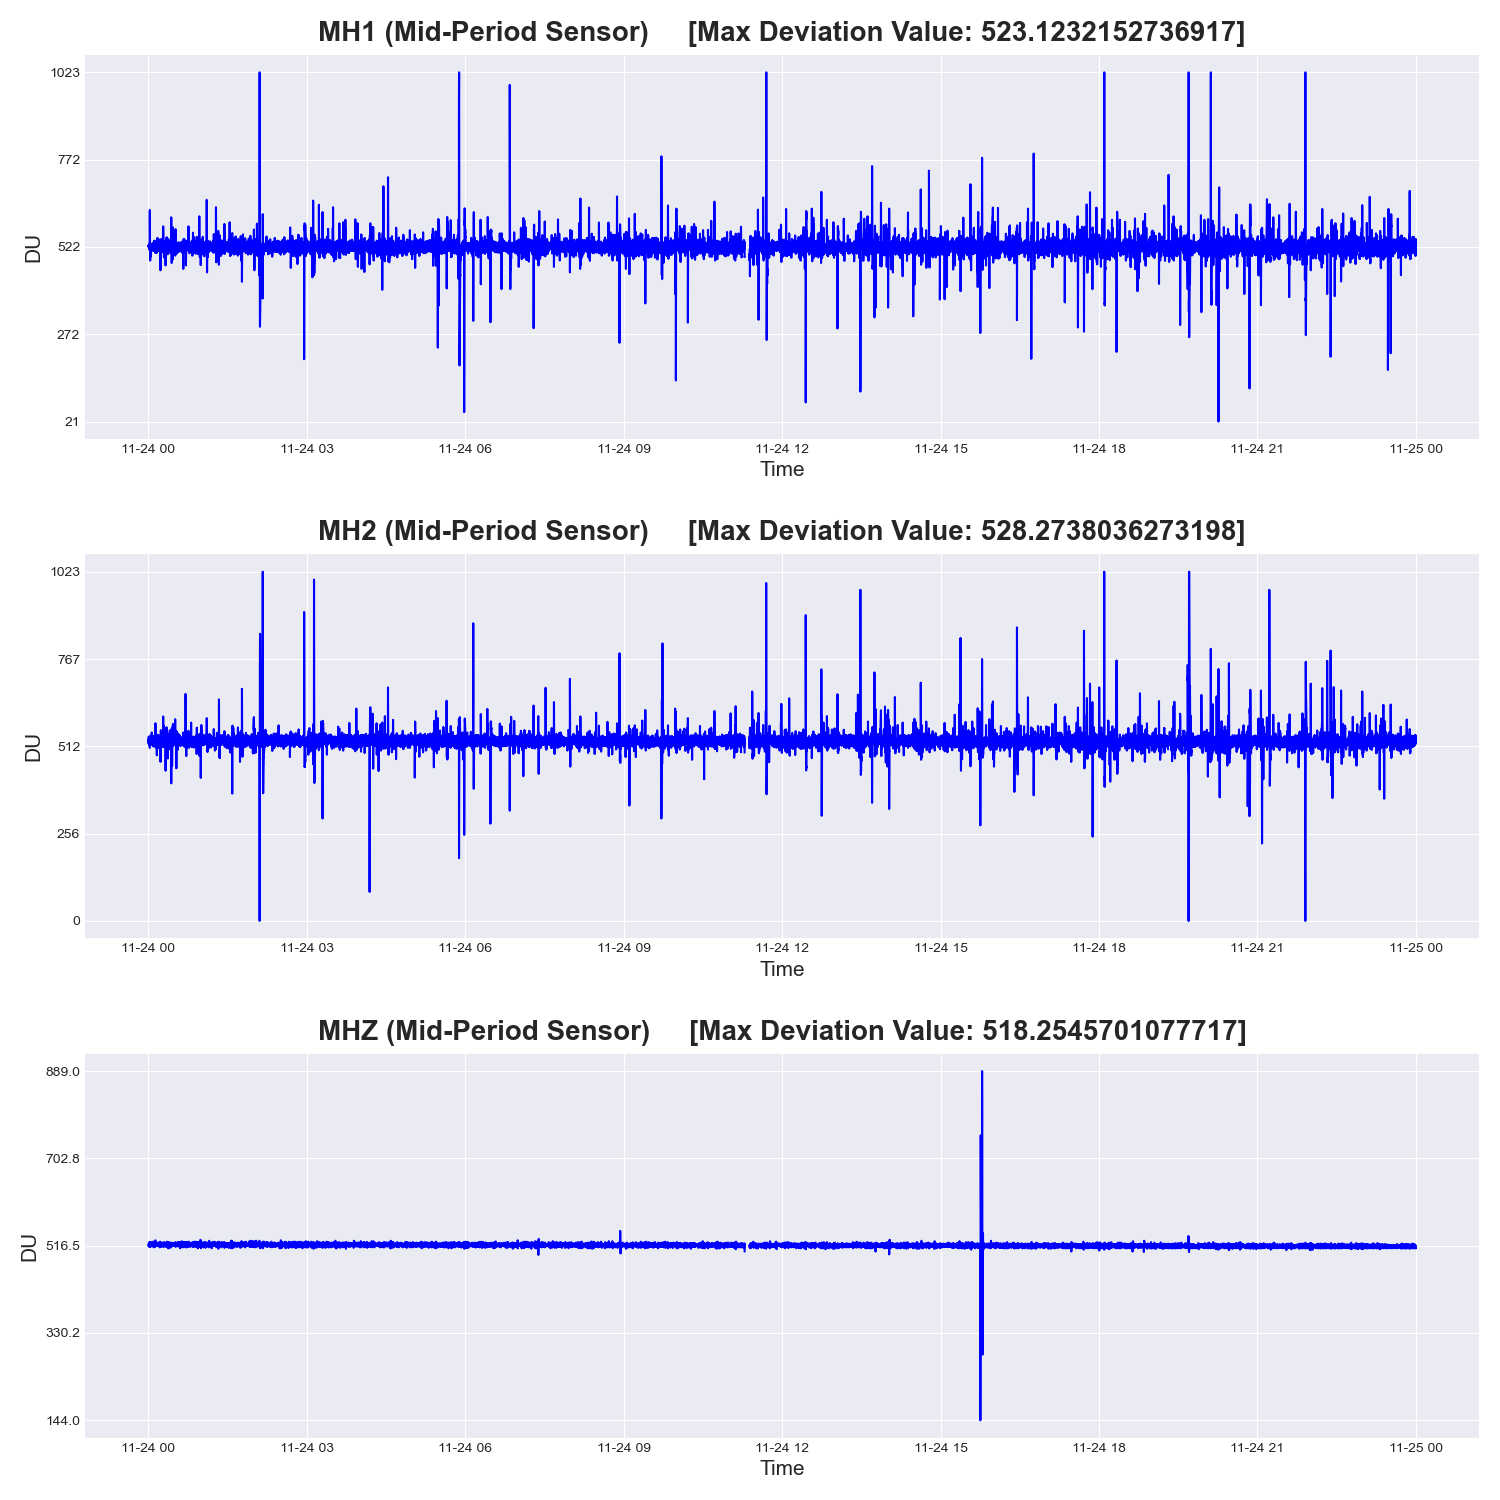 MH1 (Mid-Period Sensor) [Max Deviation Value: 523.1232152736917]
1023
772
522
272
21
DU
11-24 00 11-24 03 11-24 06 11-24 09 11-24 12 11-24 15 11-24 18 11-24 21 11-25 00
Time
MH2 (Mid-Period Sensor) [Max Deviation Value: 528.2738036273198]
1023
767
512
256
0
DU
11-24 00 11-24 03 11-24 06 11-24 09 11-24 12 11-24 15 11-24 18 11-24 21 11-25 00
Time
MHZ (Mid-Period Sensor) [Max Deviation Value: 518.2545701077717]
889.0
702.8
516.5
330.2
144.0
DU
11-24 00 11-24 03 11-24 06 11-24 09 11-24 12 11-24 15 11-24 18 11-24 21 11-25 00
Time